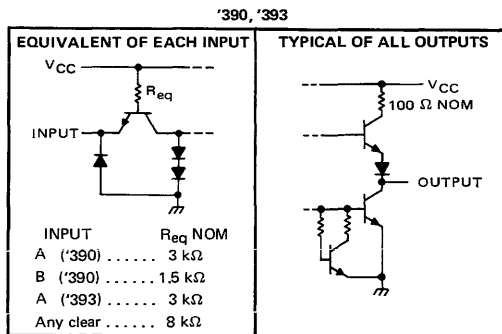 '390, '393
EQUIVALENT OF EACH INPUT
VCC
Req
INPUT
INPUT Req NOM
A ('390) ...... 3 kΩ
B ('390) ...... 1.5 kΩ
A ('393) ...... 3 kΩ
Any clear ...... 8 kΩ
TYPICAL OF ALL OUTPUTS
VCC
100 Ω NOM
OUTPUT